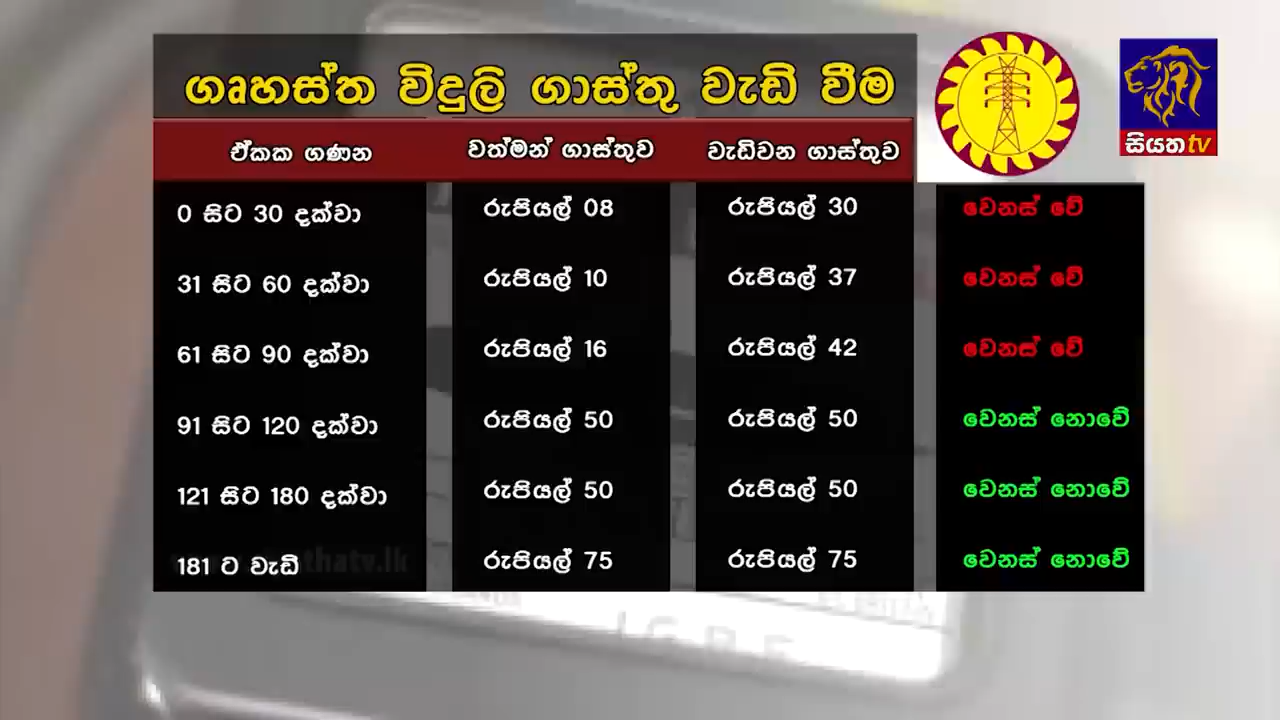 ගෘහස්ත විදුලි ගාස්තු වැඩි වීම
සියත tv
ඒකක ගණන වත්මන් ගාස්තුව වැඩිවන ගාස්තුව
0 සිට 30 දක්වා රුපියල් 08 රුපියල් 30 වෙනස් වේ
31 සිට 60 දක්වා රුපියල් 10 රුපියල් 37 වෙනස් වේ
61 සිට 90 දක්වා රුපියල් 16 රුපියල් 42 වෙනස් වේ
91 සිට 120 දක්වා රුපියල් 50 රුපියල් 50 වෙනස් නොවේ
121 සිට 180 දක්වා රුපියල් 50 රුපියල් 50 වෙනස් නොවේ
181 ට වැඩි රුපියල් 75 රුපියල් 75 වෙනස් නොවේ